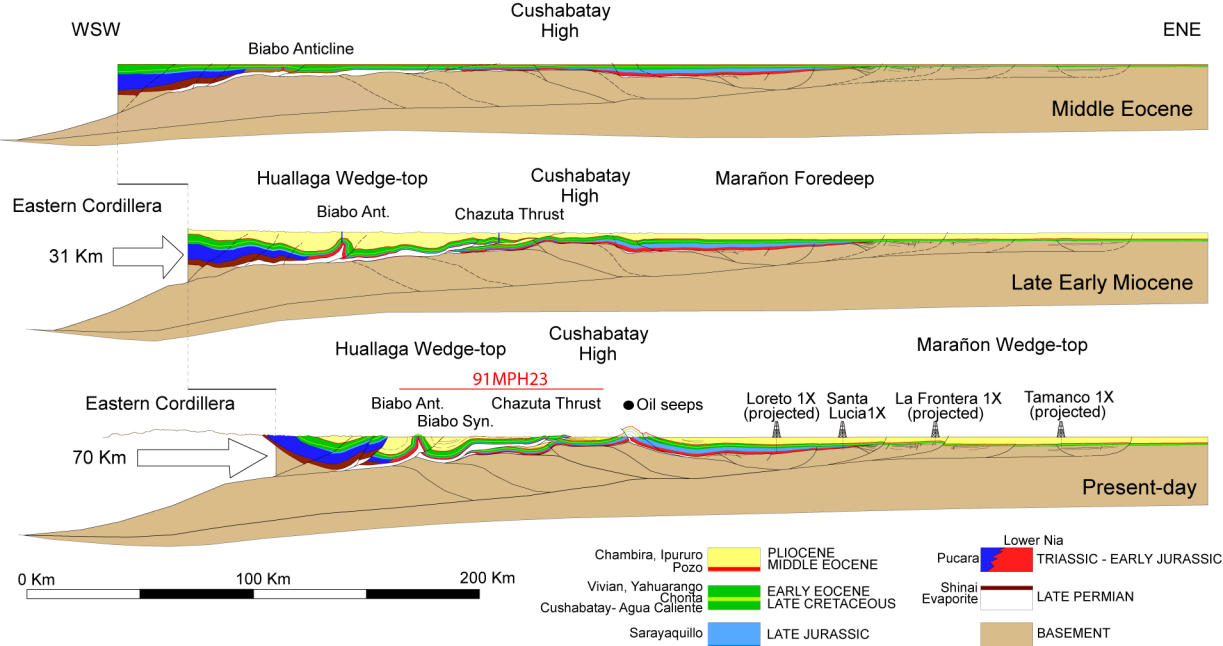 WSW
Cushabatay
High
ENE
Biabo Anticline
Middle Eocene
Huallaga Wedge-top
Cushabatay
High
Marañon Foredeep
Eastern Cordillera
Biabo Ant.
Chazuta Thrust
31 Km
Late Early Miocene
Huallaga Wedge-top
Cushabatay
High
Marañon Wedge-top
91MPH23
Eastern Cordillera
Biabo Ant.
Chazuta Thrust
Oil seeps
Biabo Syn.
Loreto 1X
(projected)
Santa
Lucia1X
La Frontera 1X
(projected)
Tamanco 1X
(projected)
70 Km
Present-day
0 Km
100 Km
200 Km
Chambira, Ipururo
Pozo
PLIOCENE
MIDDLE EOCENE
Vivian, Yahuarango
Chonta
Cushabatay- Agua Caliente
EARLY EOCENE
LATE CRETACEOUS
Sarayaquillo
LATE JURASSIC
Lower Nia
Pucara
TRIASSIC - EARLY JURASSIC
Shinai
Evaporite
LATE PERMIAN
BASEMENT